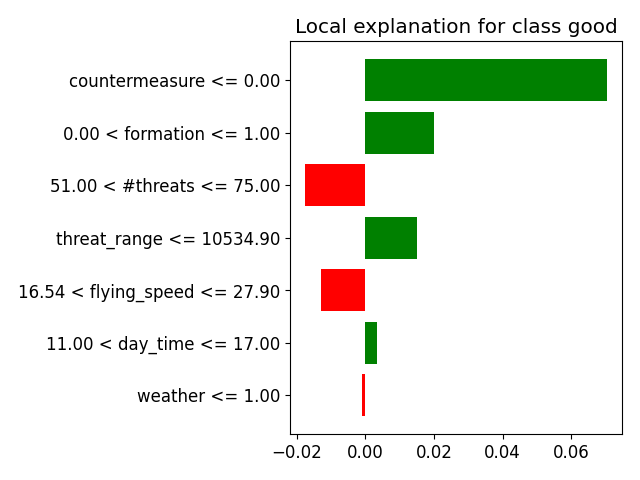 Local explanation for class good
countermeasure <= 0.00
0.00 < formation <= 1.00
51.00 < #threats <= 75.00
threat_range <= 10534.90
16.54 < flying_speed <= 27.90
11.00 < day_time <= 17.00
weather <= 1.00
−0.02 0.00 0.02 0.04 0.06